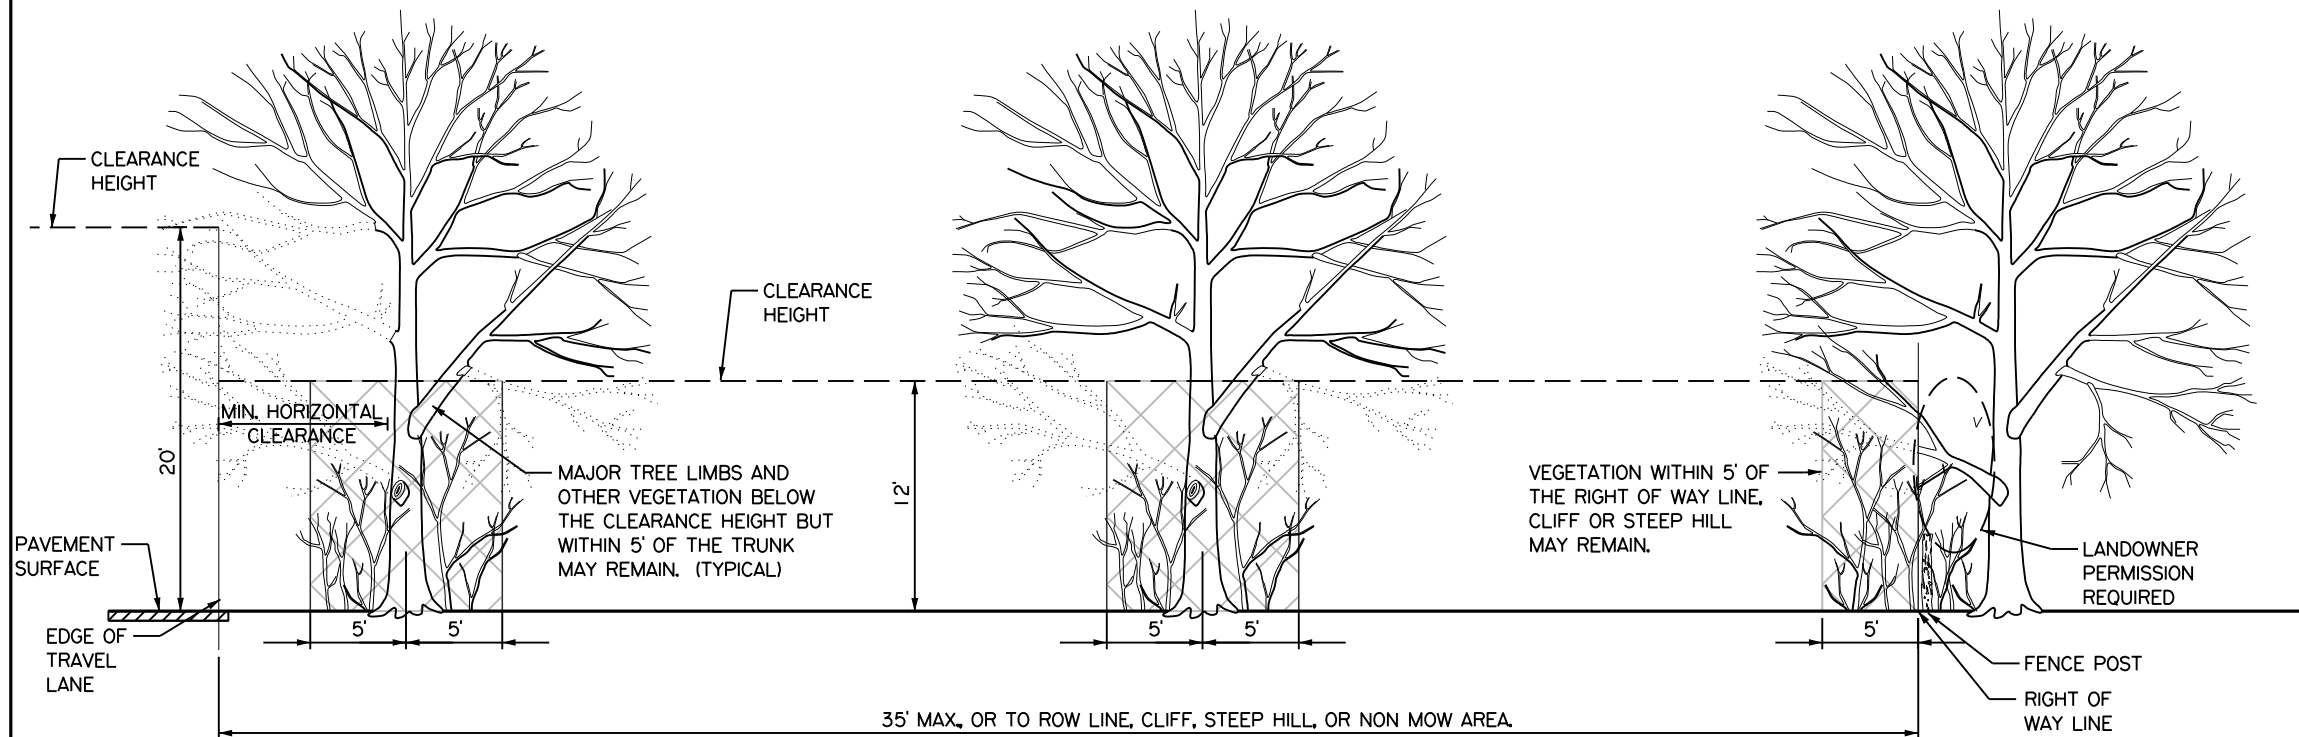 CLEARANCE
HEIGHT
CLEARANCE
HEIGHT
MIN. HORIZONTAL
CLEARANCE
20'
12'
MAJOR TREE LIMBS AND
OTHER VEGETATION BELOW
THE CLEARANCE HEIGHT BUT
WITHIN 5' OF THE TRUNK
MAY REMAIN. (TYPICAL)
VEGETATION WITHIN 5' OF
THE RIGHT OF WAY LINE,
CLIFF OR STEEP HILL
MAY REMAIN.
PAVEMENT
SURFACE
LANDOWNER
PERMISSION
REQUIRED
EDGE OF
TRAVEL
LANE
5'
5'
5'
5'
5'
FENCE POST
RIGHT OF
WAY LINE
35' MAX., OR TO ROW LINE, CLIFF, STEEP HILL, OR NON MOW AREA.